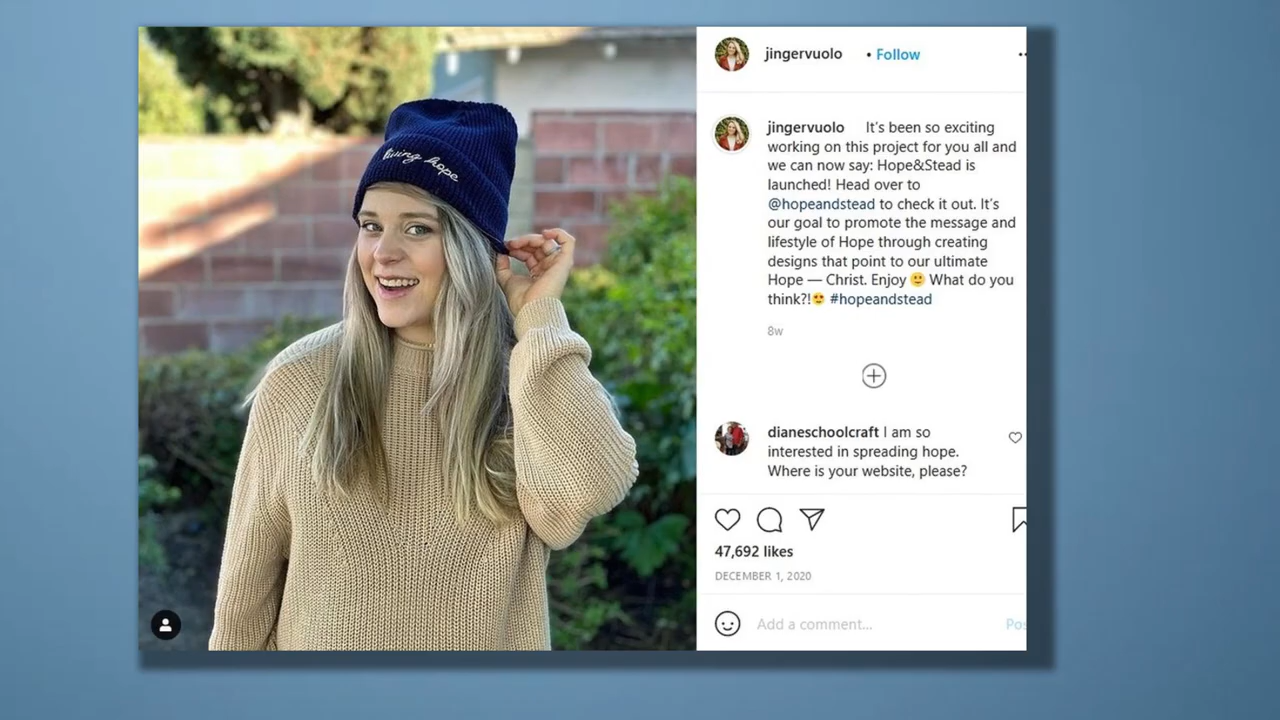 living hope
jingervuolo • Follow
jingervuolo It's been so exciting
working on this project for you all and
we can now say: Hope&Stead is
launched! Head over to
@hopeandstead to check it out. It's
our goal to promote the message and
lifestyle of Hope through creating
designs that point to our ultimate
Hope — Christ. Enjoy 🙂 What do you
think?!😍 #hopeandstead
8w
dianeschoolcraft I am so
interested in spreading hope.
Where is your website, please?
47,692 likes
DECEMBER 1, 2020
Add a comment... Pos